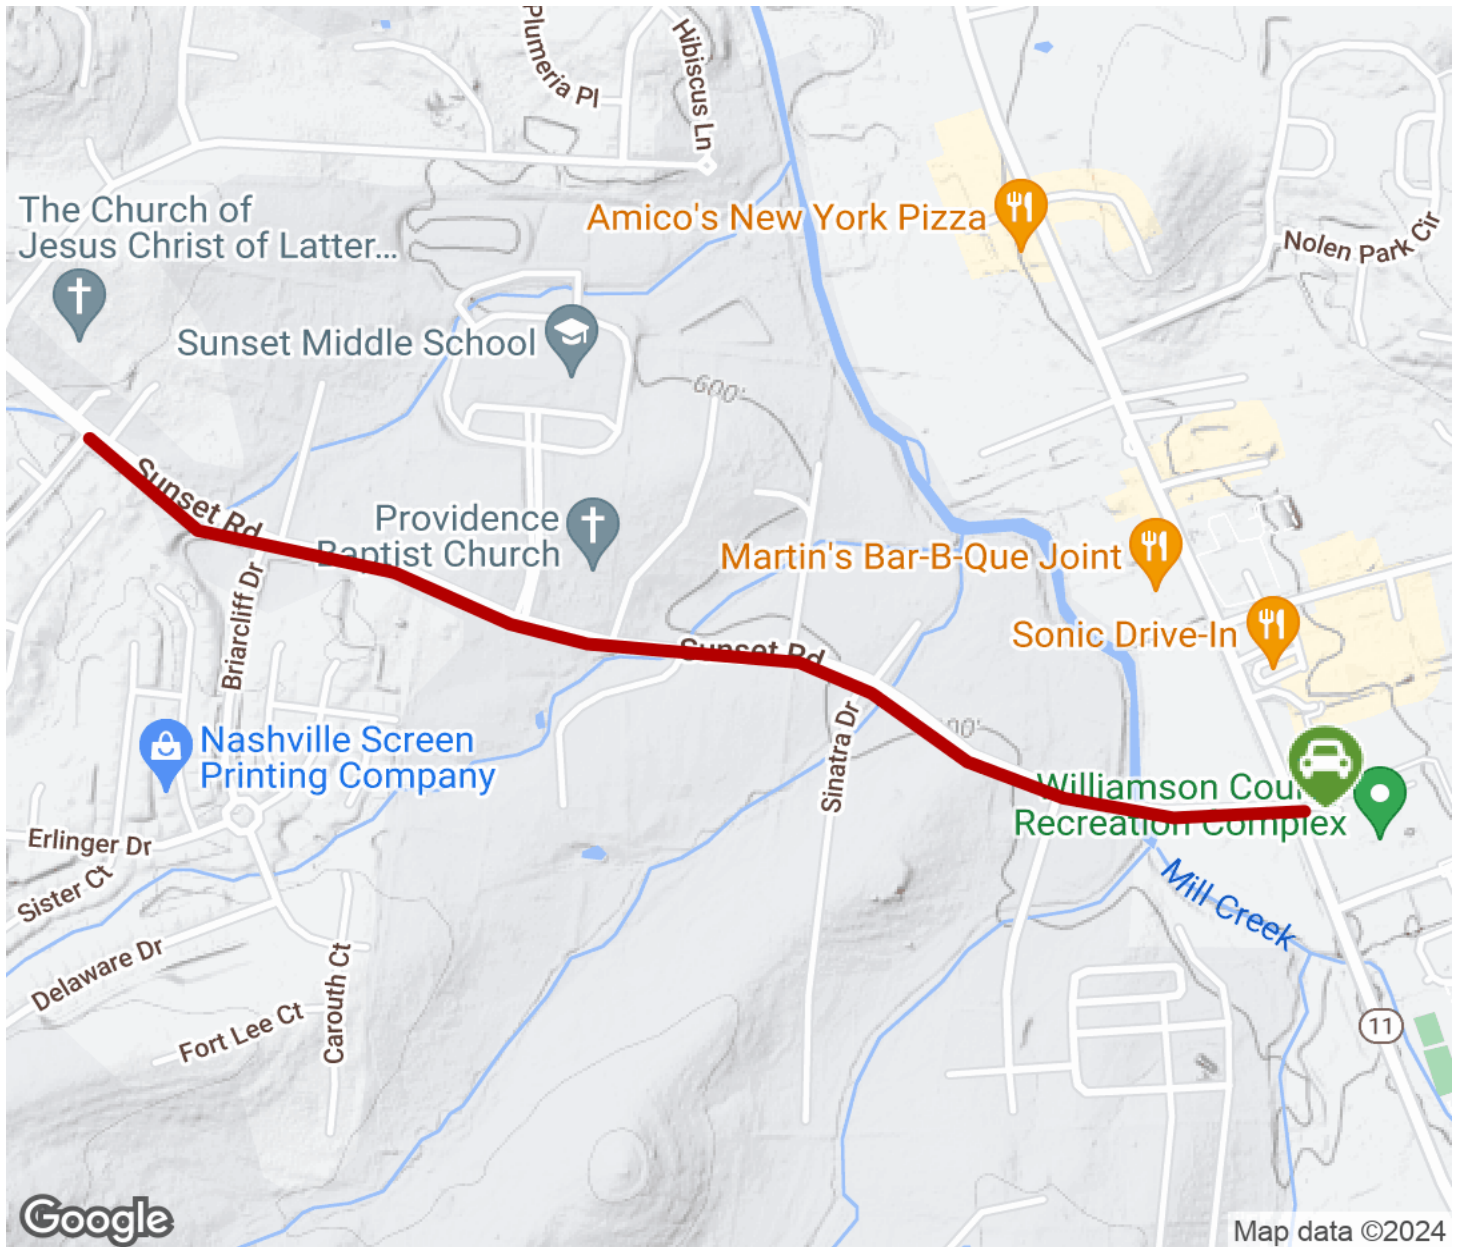 Plumeria Pl
Hibiscus Ln
The Church of
Jesus Christ of Latter...
Amico's New York Pizza
Nolen Park Cir
Sunset Middle School
600'
Sunset Rd
Providence
Baptist Church
Martin's Bar-B-Que Joint
Sonic Drive-In
Briarcliff Dr
Sunset Rd
Nashville Screen
Printing Company
Sinatra Dr
Williamson Cou
Recreation Complex
Erlinger Dr
Sister Ct
Mill Creek
Delaware Dr
Fort Lee Ct
Carouth Ct
11
Google
Map data ©2024